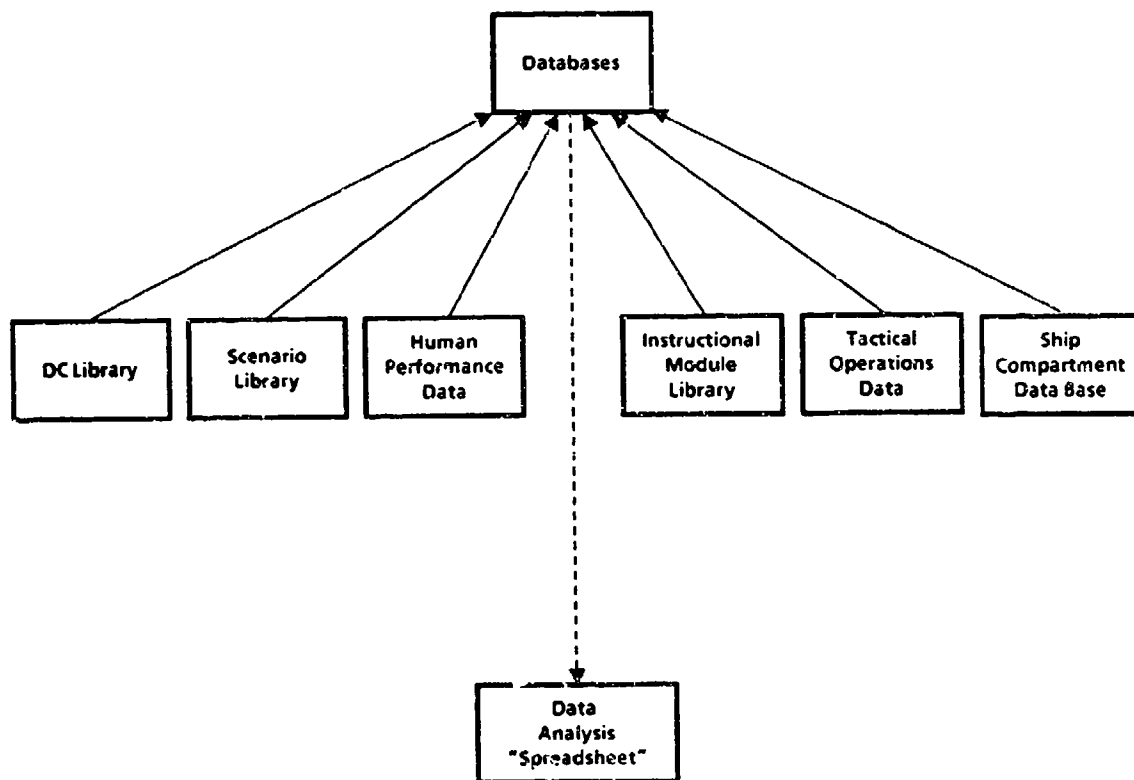 Databases
DC Library
Scenario
Library
Human
Performance
Data
Instructional
Module
Library
Tactical
Operations
Data
Ship
Compartment
Data Base
Data
Analysis
"Spreadsheet"